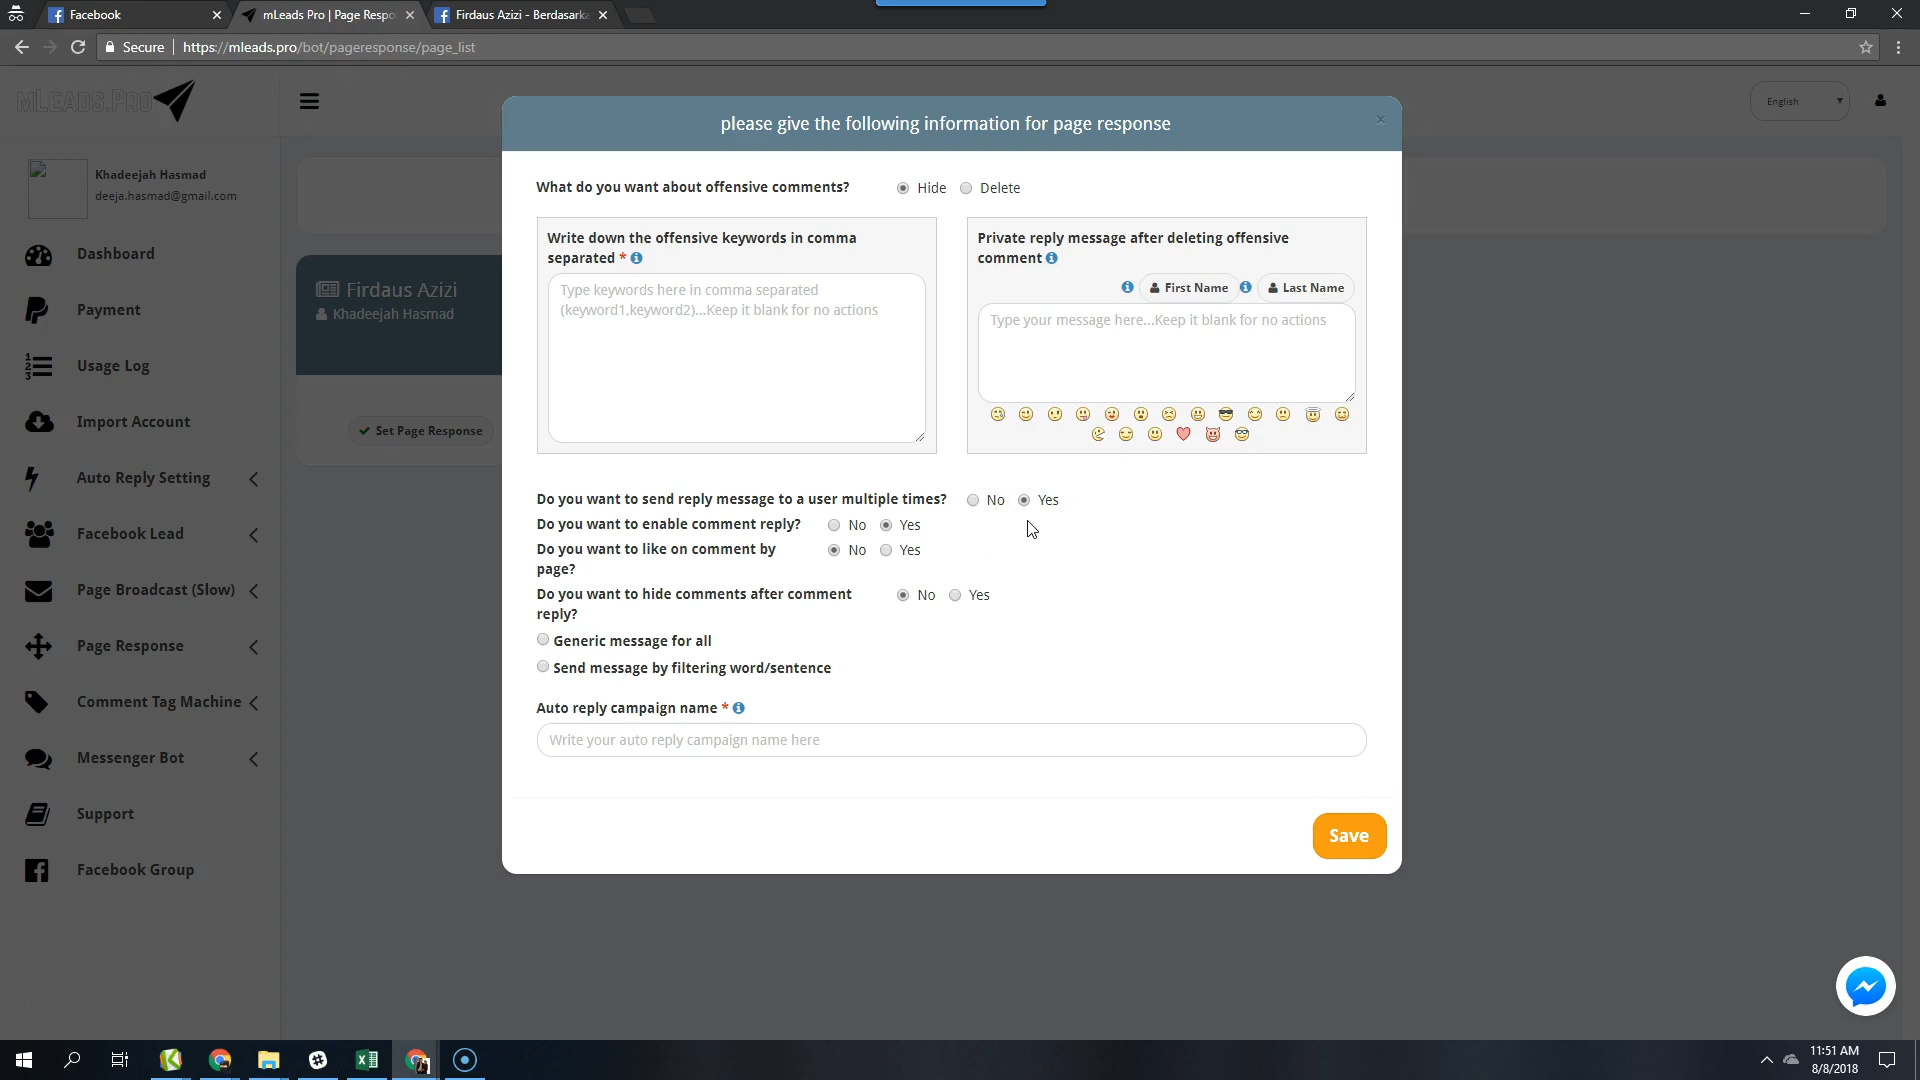 Facebook
mLeads Pro | Page Respo
Firdaus Azizi - Berdasarka
Secure
https://mleads.pro/bot/pageresponse/page_list
mLeads.Pro
English
Khadeejah Hasmad
deeja.hasmad@gmail.com
Dashboard
Payment
Usage Log
Import Account
Auto Reply Setting
Facebook Lead
Page Broadcast (Slow)
Page Response
Comment Tag Machine
Messenger Bot
Support
Facebook Group
Firdaus Azizi
Khadeejah Hasmad
Set Page Response
please give the following information for page response
×
What do you want about offensive comments?
Hide
Delete
Write down the offensive keywords in comma
separated *
Type keywords here in comma separated
(keyword1,keyword2)...Keep it blank for no actions
Private reply message after deleting offensive
comment
First Name
Last Name
Type your message here...Keep it blank for no actions
Do you want to send reply message to a user multiple times?
No
Yes
Do you want to enable comment reply?
No
Yes
Do you want to like on comment by
page?
No
Yes
Do you want to hide comments after comment
reply?
No
Yes
Generic message for all
Send message by filtering word/sentence
Auto reply campaign name *
Write your auto reply campaign name here
Save
11:51 AM
8/8/2018